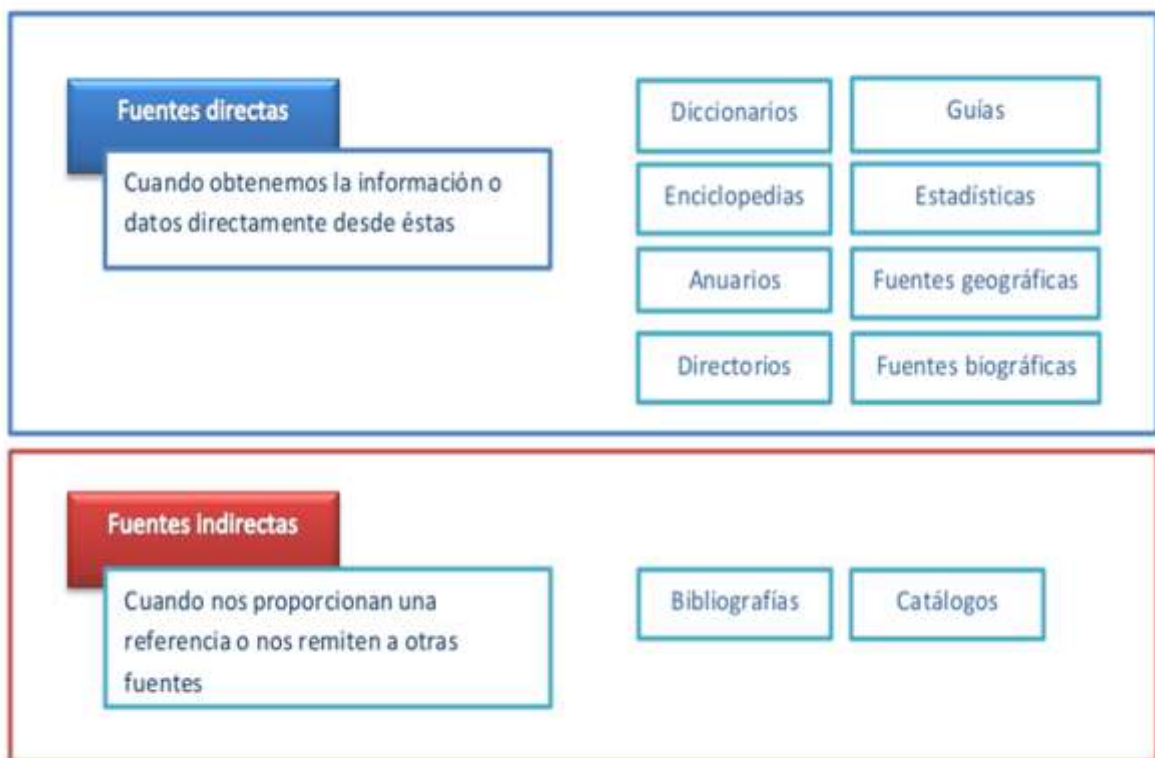 Fuentes directas
Cuando obtenemos la información o
datos directamente desde éstas
Diccionarios
Guías
Enciclopedias
Estadísticas
Anuarios
Fuentes geográficas
Directorios
Fuentes biográficas
Fuentes indirectas
Cuando nos proporcionan una
referencia o nos remiten a otras
fuentes
Bibliografías
Catálogos